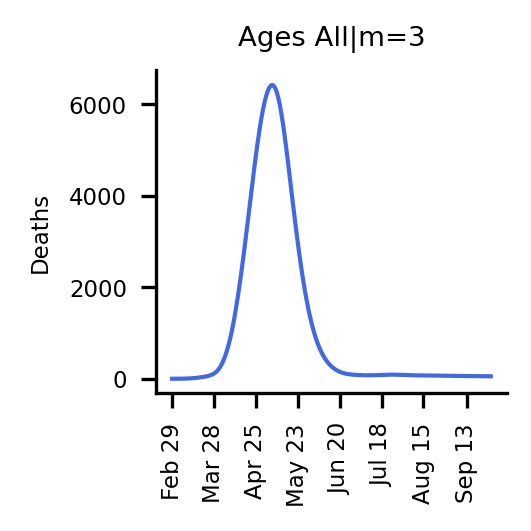 Ages All|m=3
Deaths
6000
4000
2000
0
Feb 29
Mar 28
Apr 25
May 23
Jun 20
Jul 18
Aug 15
Sep 13